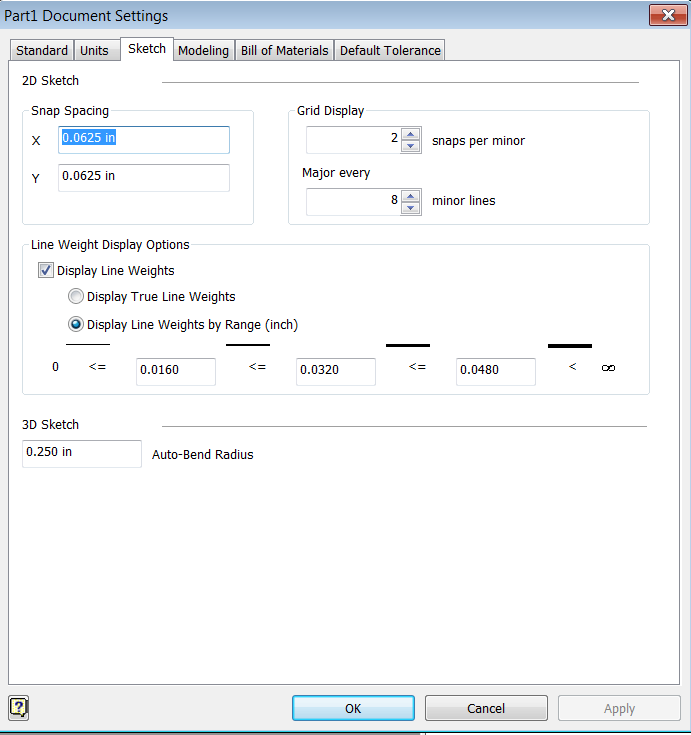 Part1 Document Settings
Standard Units Sketch Modeling Bill of Materials Default Tolerance
2D Sketch
Snap Spacing
X 0.0625 in
Y 0.0625 in
Grid Display
2 snaps per minor
Major every
8 minor lines
Line Weight Display Options
Display Line Weights
Display True Line Weights
Display Line Weights by Range (inch)
0 <= 0.0160 <= 0.0320 <= 0.0480 < ∞
3D Sketch
0.250 in Auto-Bend Radius
? OK Cancel Apply